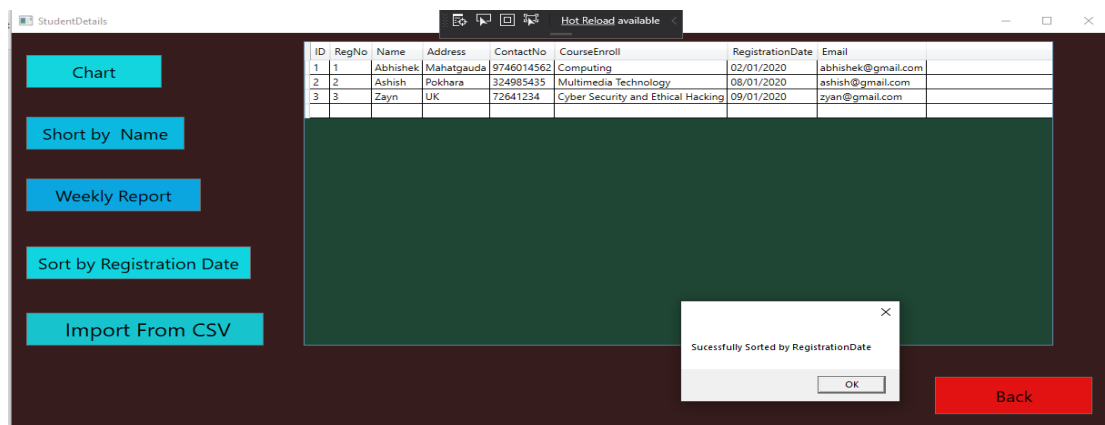 StudentDetails
Hot Reload available
Chart
Short by Name
Weekly Report
Sort by Registration Date
Import From CSV
ID RegNo Name Address ContactNo CourseEnroll RegistrationDate Email
1 1 Abhishek Mahatgauda 9746014562 Computing 02/01/2020 abhishek@gmail.com
2 2 Ashish Pokhara 324985435 Multimedia Technology 08/01/2020 ashish@gmail.com
3 3 Zayn UK 72641234 Cyber Security and Ethical Hacking 09/01/2020 zyan@gmail.com
Sucessfully Sorted by RegistrationDate
OK
Back